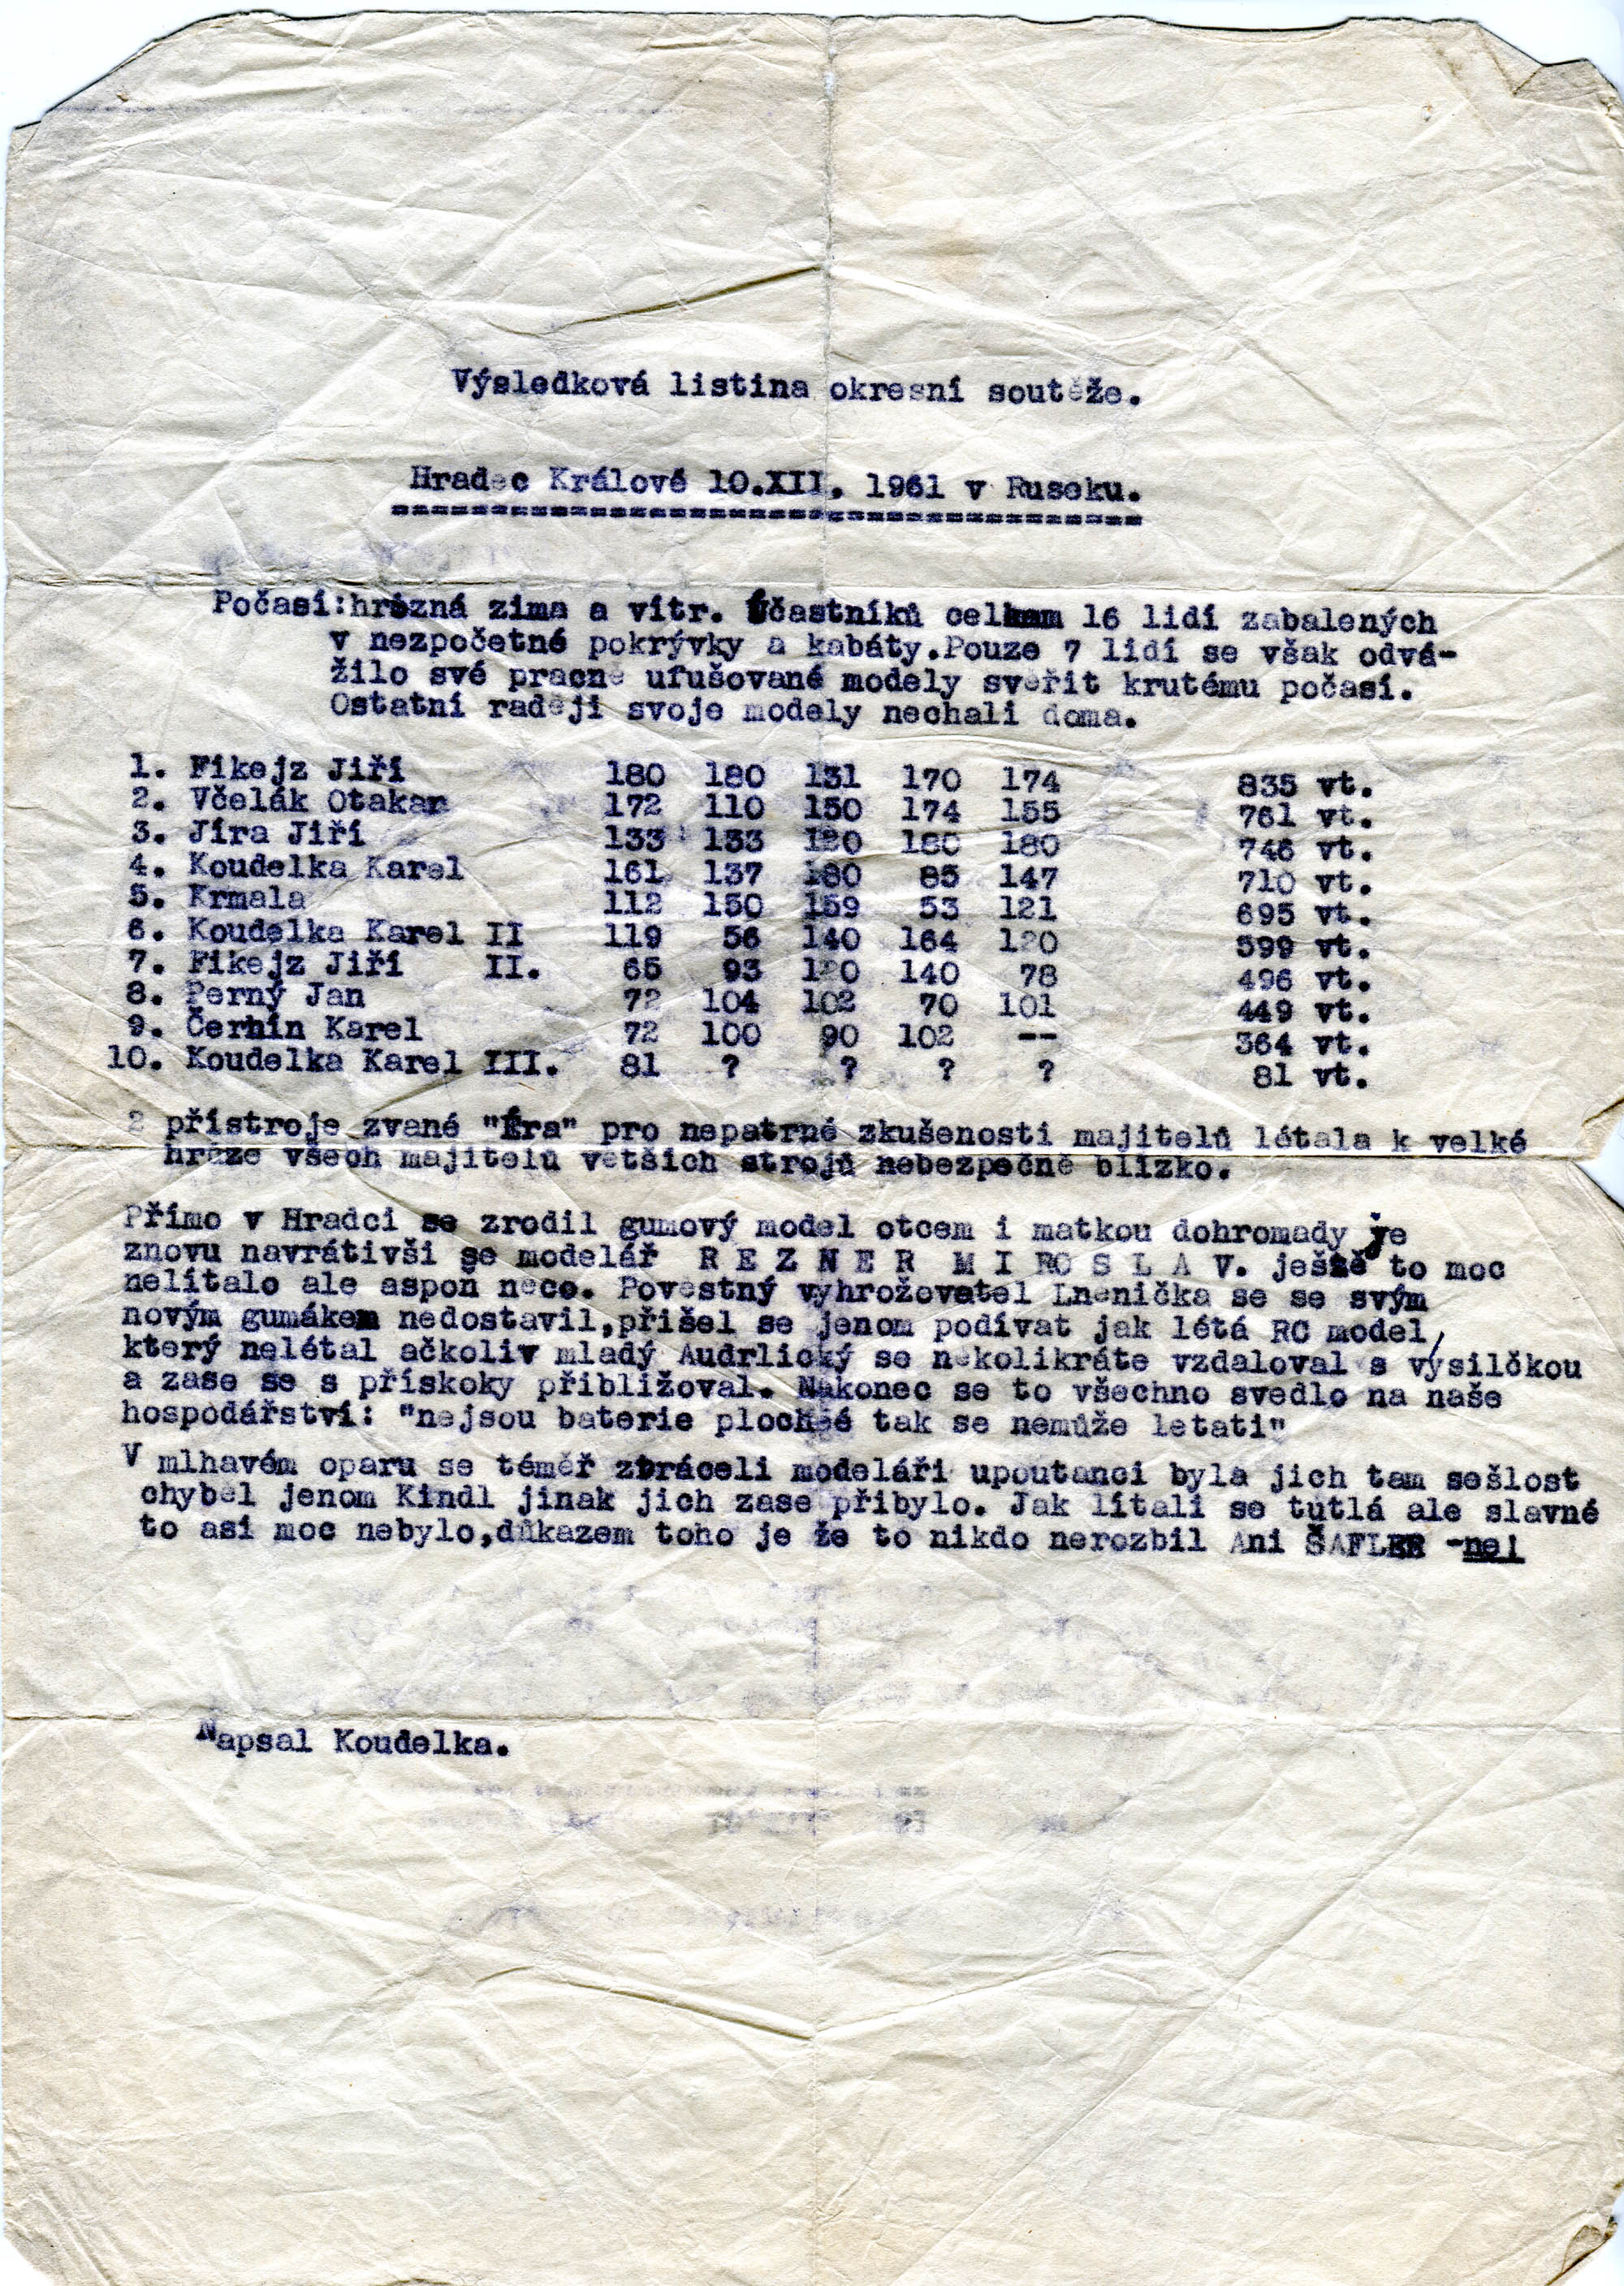 Výsledková listina okresní soutěže.
Hradec Králové 10.XII. 1961 v Ruseku.
=======================================
Počasí:hrozná zima a vítr. Účastníků celkem 16 lidí zabalených
v nezpočetné pokrývky a kabáty.Pouze 7 lidí se však odvá-
žilo své pracně ufušované modely svěřit krutému počasí.
Ostatní raději svoje modely nechali doma.
1. Fikejz Jiří 180 180 131 170 174 835 vt.
2. Včelák Otakar 172 110 150 174 155 761 vt.
3. Jíra Jiří 133 133 120 180 180 746 vt.
4. Koudelka Karel 161 137 180 85 147 710 vt.
5. Krmala 112 150 159 53 121 695 vt.
6. Koudelka Karel II 119 56 140 164 120 599 vt.
7. Fikejz Jiří II. 65 93 120 140 78 496 vt.
8. Perný Jan 72 104 102 70 101 449 vt.
9. Čerhín Karel 72 100 90 102 -- 364 vt.
10. Koudelka Karel III. 81 ? ? ? ? 81 vt.
2 přístroje zvané "Éra" pro nepatrné zkušenosti majitelů létala k velké
hrůze všech majitelů větších strojů nebezpečně blízko.
Přímo v Hradci se zrodil gumový model otcem i matkou dohromady je
znovu navrátivší se modelář R E Z N E R M I RO S L A V. ještě to moc
nelítalo ale aspoň něco. Pověstný vyhrožovatel Lnenička se se svým
novým gumákem nedostavil,přišel se jenom podívat jak létá RC model,
který nelétal ačkoliv mladý Audrlický se několikráte vzdaloval s vysilčkou
a zase se s přískoky přibližoval. Nakonec se to všechno svedlo na naše
hospodářství: "nejsou baterie ploché tak se nemůže letati"
V mlhavém oparu se téměř ztráceli modeláři upoutanci byla jich tam sešlost
chyběl jenom Kindl jinak jich zase přibylo. Jak lítali se tutlá ale slavné
to asi moc nebylo,důkazem toho je že to nikdo nerozbil Ani ŠAFLER -ne!
Napsal Koudelka.